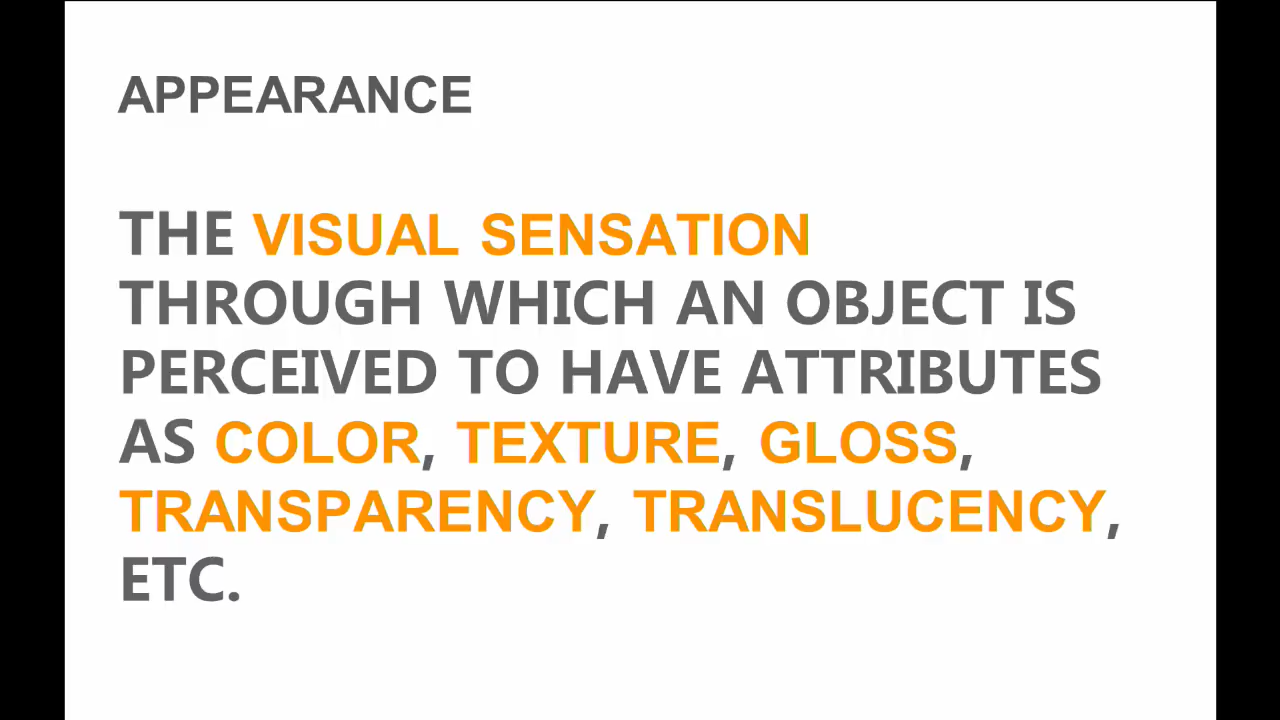 APPEARANCE
THE VISUAL SENSATION
THROUGH WHICH AN OBJECT IS
PERCEIVED TO HAVE ATTRIBUTES
AS COLOR, TEXTURE, GLOSS,
TRANSPARENCY, TRANSLUCENCY,
ETC.